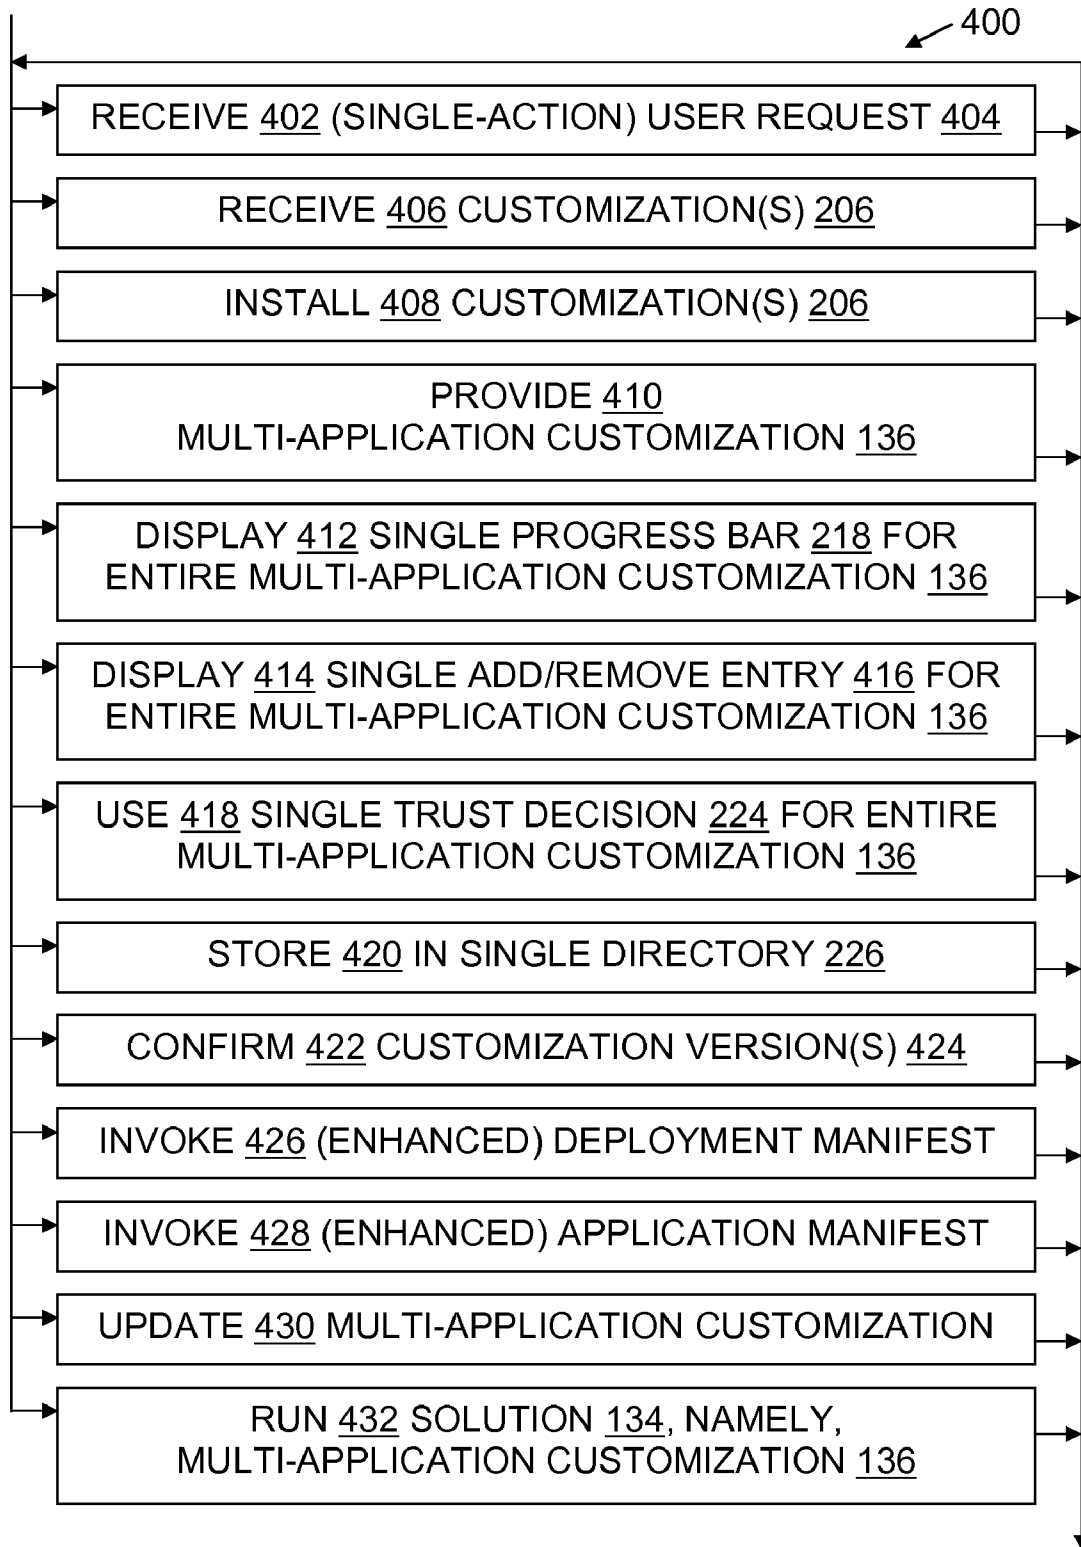 400
RECEIVE 402 (SINGLE-ACTION) USER REQUEST 404
RECEIVE 406 CUSTOMIZATION(S) 206
INSTALL 408 CUSTOMIZATION(S) 206
PROVIDE 410
MULTI-APPLICATION CUSTOMIZATION 136
DISPLAY 412 SINGLE PROGRESS BAR 218 FOR
ENTIRE MULTI-APPLICATION CUSTOMIZATION 136
DISPLAY 414 SINGLE ADD/REMOVE ENTRY 416 FOR
ENTIRE MULTI-APPLICATION CUSTOMIZATION 136
USE 418 SINGLE TRUST DECISION 224 FOR ENTIRE
MULTI-APPLICATION CUSTOMIZATION 136
STORE 420 IN SINGLE DIRECTORY 226
CONFIRM 422 CUSTOMIZATION VERSION(S) 424
INVOKE 426 (ENHANCED) DEPLOYMENT MANIFEST
INVOKE 428 (ENHANCED) APPLICATION MANIFEST
UPDATE 430 MULTI-APPLICATION CUSTOMIZATION
RUN 432 SOLUTION 134, NAMELY,
MULTI-APPLICATION CUSTOMIZATION 136